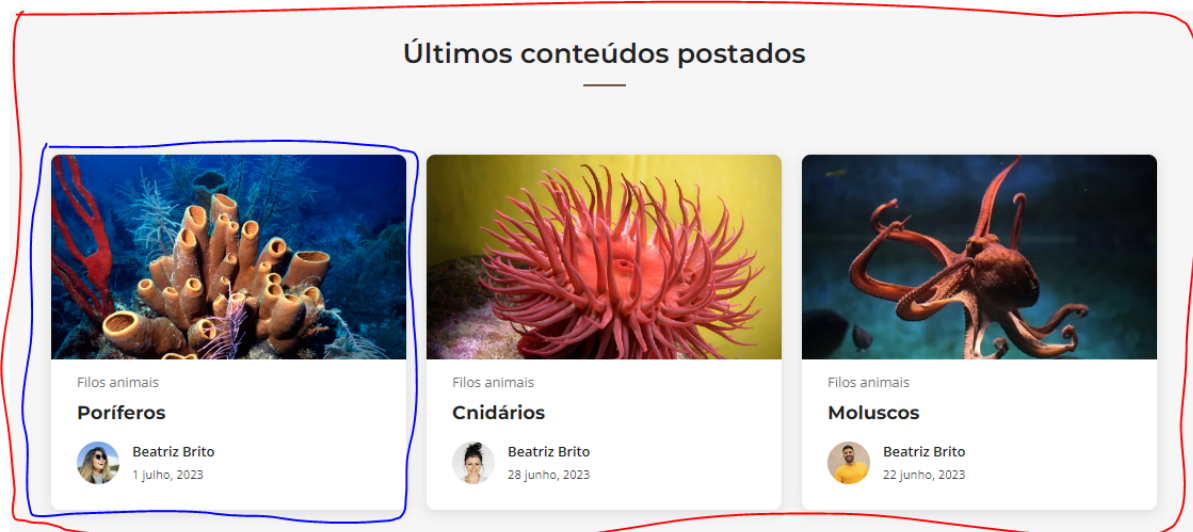 Últimos conteúdos postados
Filos animais
Poríferos
Beatriz Brito
1 julho, 2023
Filos animais
Cnidários
Beatriz Brito
28 junho, 2023
Filos animais
Moluscos
Beatriz Brito
22 junho, 2023